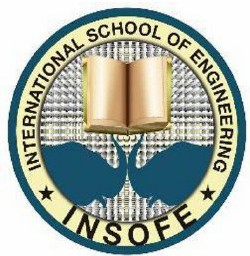 INTERNATIONAL SCHOOL OF ENGINEERING
★ INSOFE ★